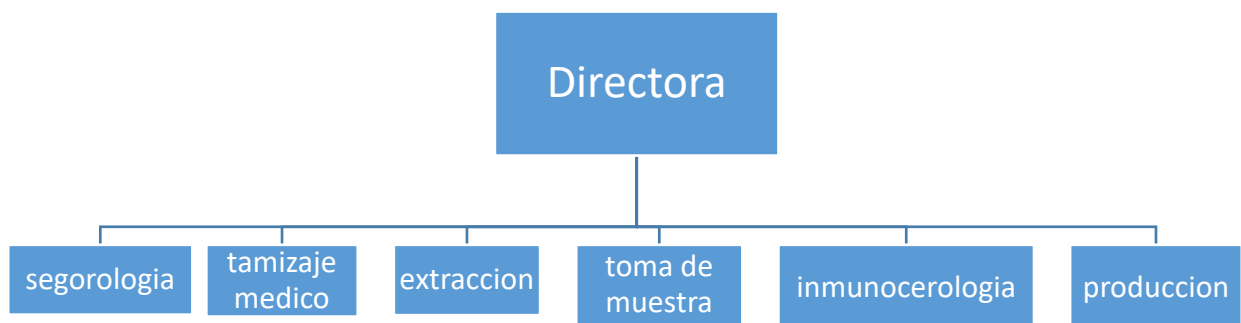 Directora
segorologia
tamizaje
medico
extraccion
toma de
muestra
inmunocerologia
produccion